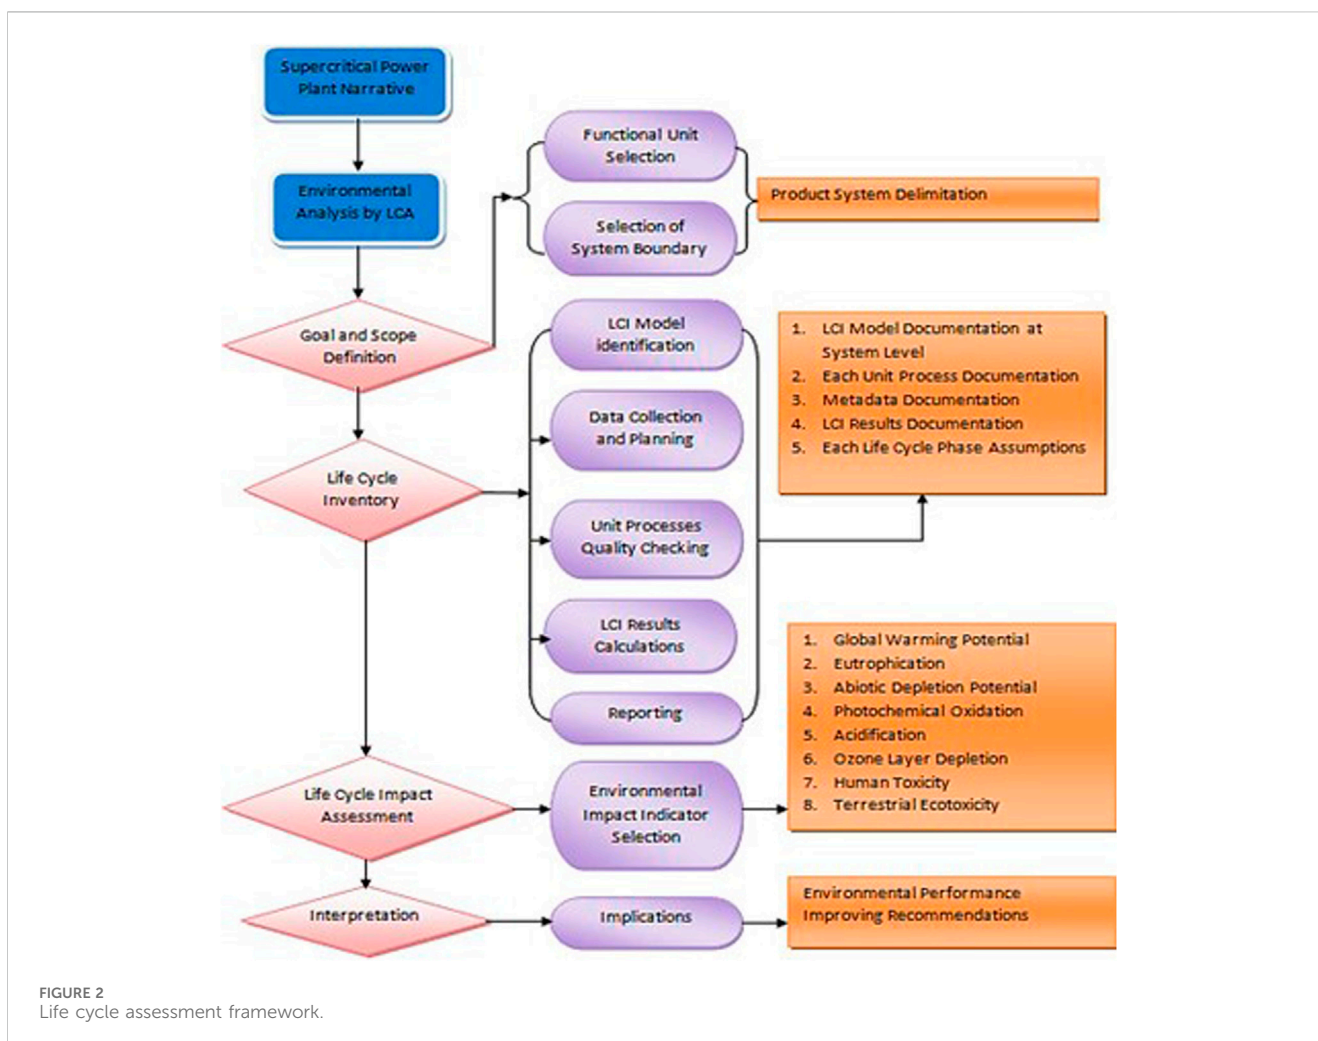 Supercritical Power
Plant Narrative
Environmental
Analysis by LCA
Goal and Scope
Definition
Functional Unit
Selection
Selection of
System Boundary
Product System Delimitation
Life Cycle
Inventory
LCI Model
identification
Data Collection
and Planning
Unit Processes
Quality Checking
LCI Results
Calculations
Reporting
1. LCI Model Documentation at
System Level
2. Each Unit Process Documentation
3. Metadada Documentation
4. LCI Results Documentation
5. Each Life Cycle Phase Assumptions
Life Cycle Impact
Assessment
Environmental
Impact Indicator
Selection
1. Global Warming Potential
2. Eutrophication
3. Abiotic Depletion Potential
4. Photochemical Oxidation
5. Acidification
6. Ozone Layer Depletion
7. Human Toxicity
8. Terrestrial Ecotoxicity
Interpretation
Implications
Environmental Performance
Improving Recommendations
FIGURE 2
Life cycle assessment framework.